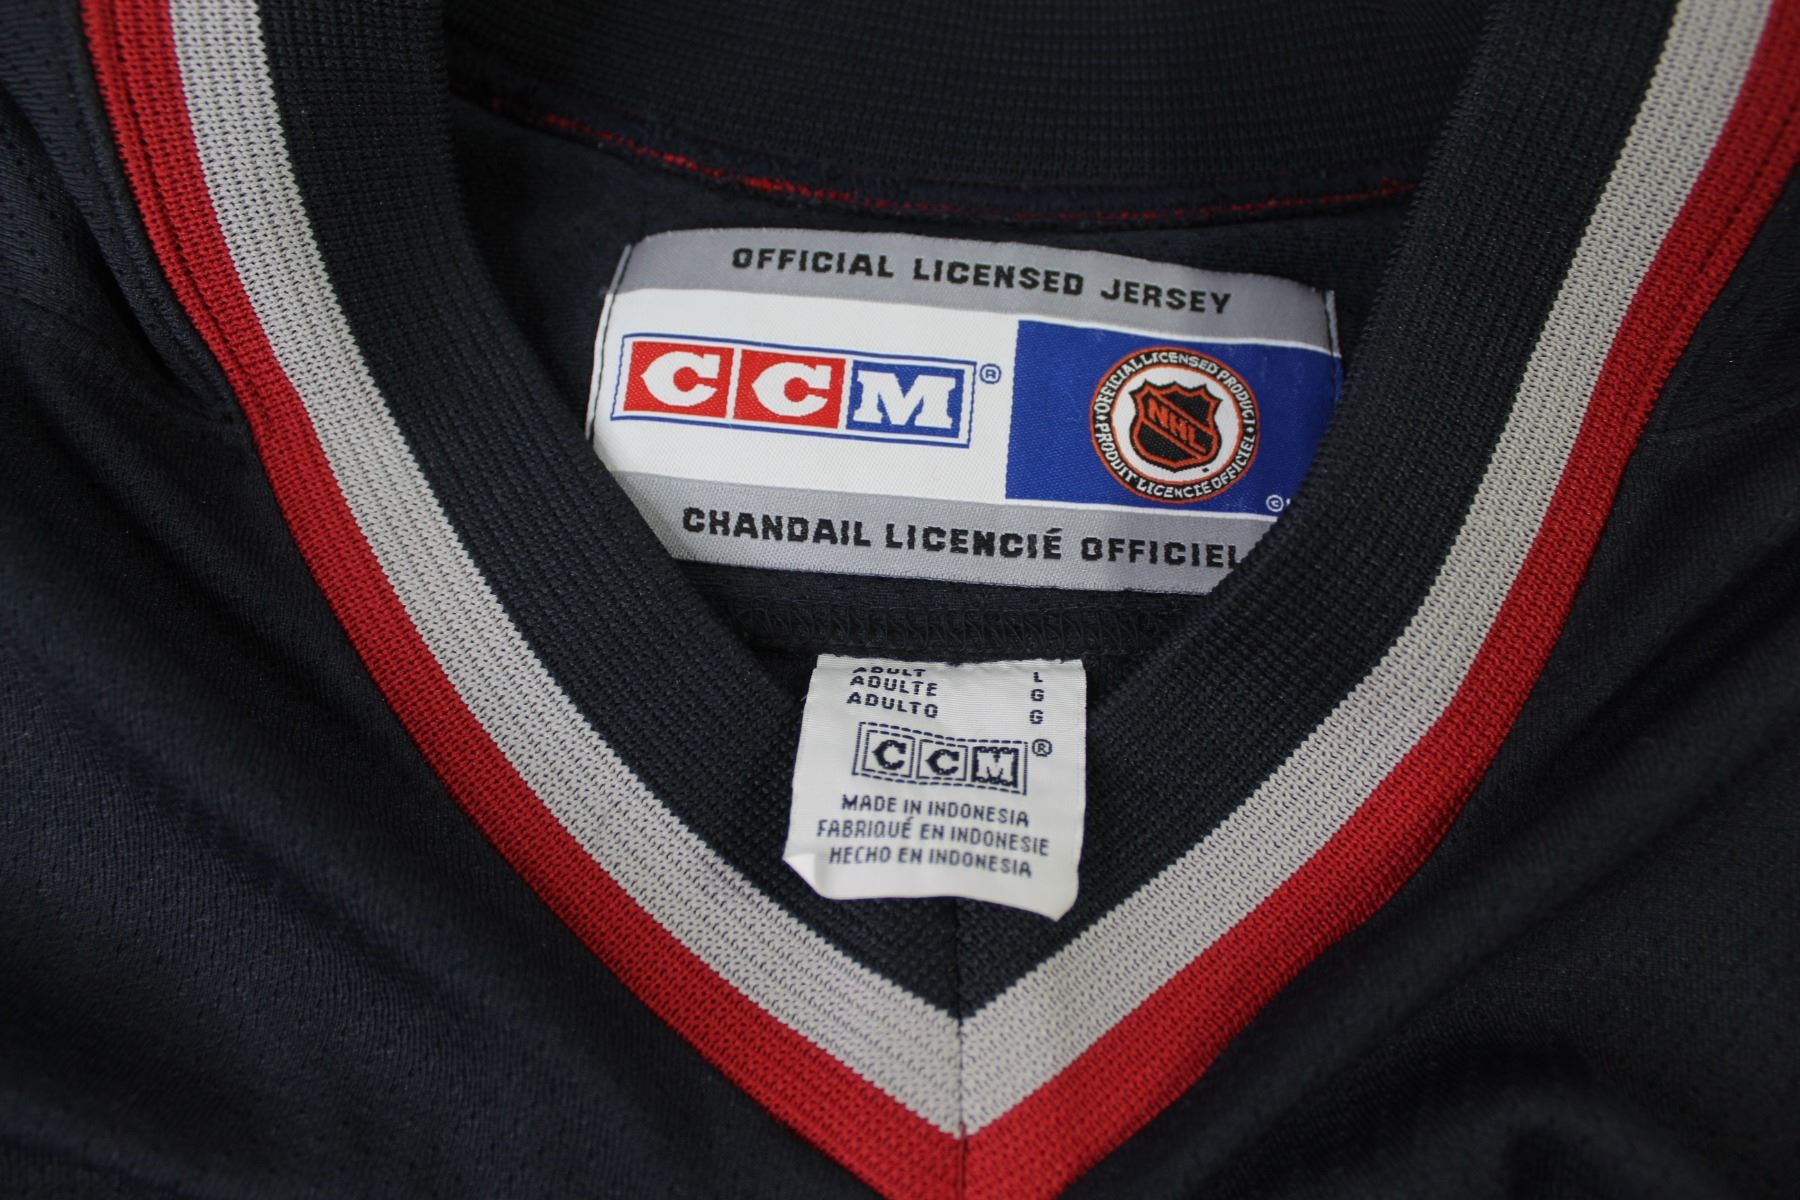 OFFICIAL LICENSED JERSEY
CCM®
OFFICIAL LICENSED PRODUCT • PRODUIT LICENCIÉ OFFICIEL •
NHL
©
CHANDAIL LICENCIÉ OFFICIEL
ADULT L
ADULTE G
ADULTO G
CCM®
MADE IN INDONESIA
FABRIQUÉ EN INDONESIE
HECHO EN INDONESIA